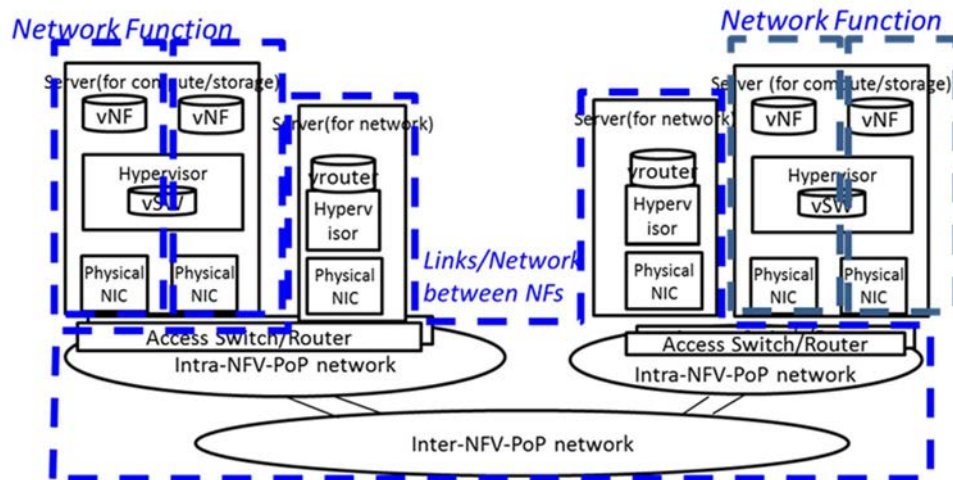 Network Function
Server(for compute/storage)
vNF
vNF
Hypervisor
vSW
Physical
NIC
Physical
NIC
Server(for network)
vrouter
Hyperv
isor
Physical
NIC
Links/Network
between NFs
Network Function
Server(for network)
vrouter
Hyperv
isor
Physical
NIC
Server (for compute/storage)
vNF
vNF
Hypervisor
vSW
Physical
NIC
Physical
NIC
Access Switch/Router
Intra-NFV-PoP network
Access Switch/Router
Intra-NFV-PoP network
Inter-NFV-PoP network